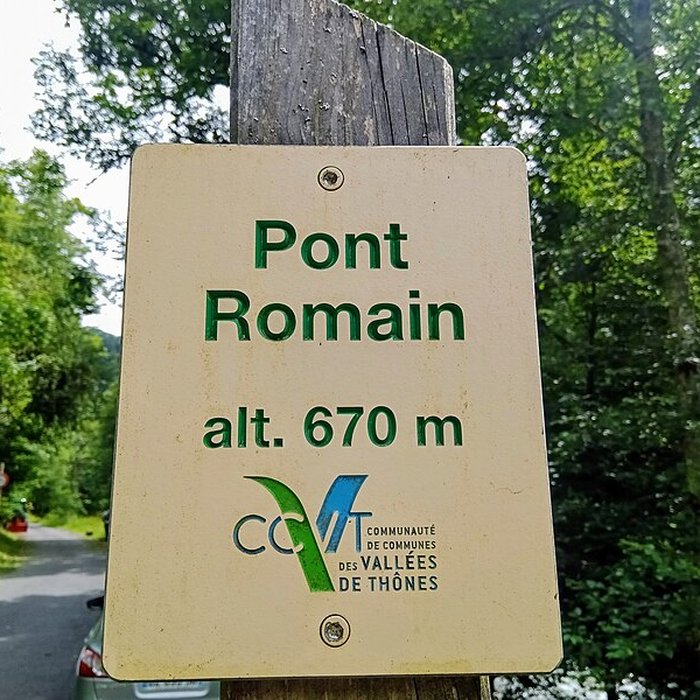 Pont
Romain
alt. 670 m
CCVT
COMMUNAUTÉ
DE COMMUNES
DES VALLÉES
DE THÔNES